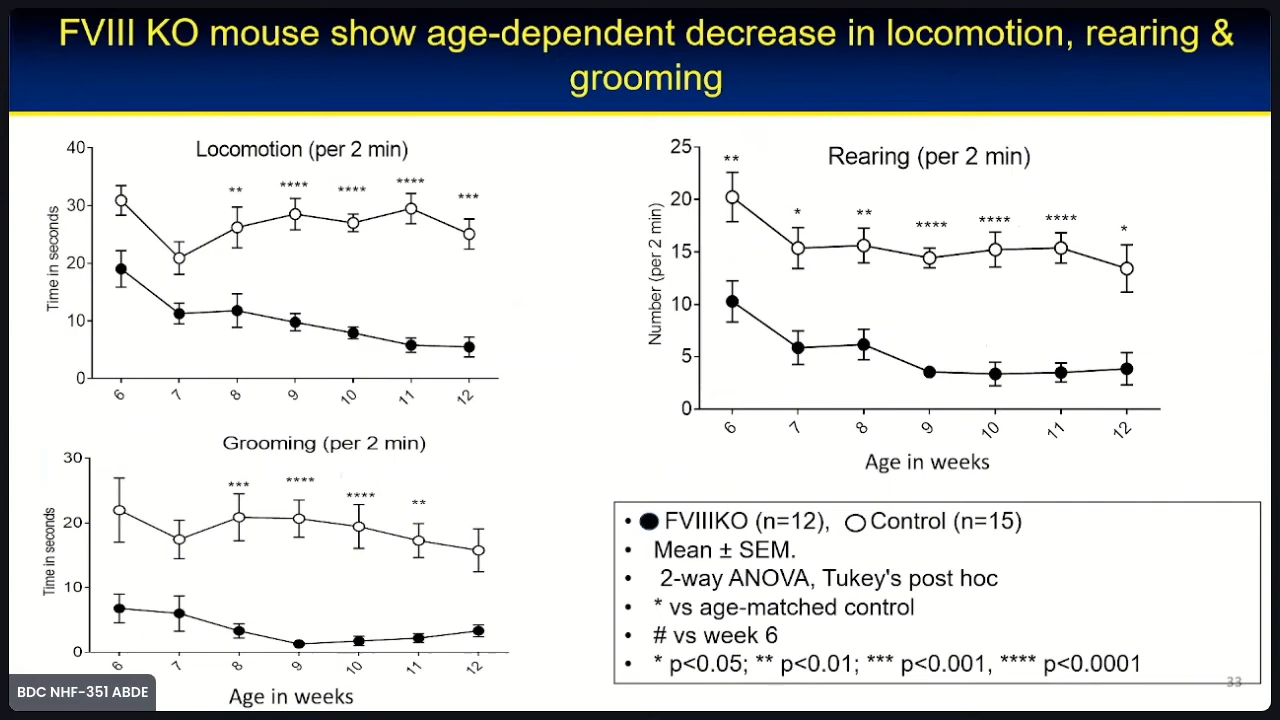 FVIII KO mouse show age-dependent decrease in locomotion, rearing &
grooming
Locomotion (per 2 min)
Time in seconds
40
30
20
10
0
** **** **** **** ***
6 7 8 9 10 11 12
Rearing (per 2 min)
Number (per 2 min)
25
20
15
10
5
0
** * ** **** **** **** *
6 7 8 9 10 11 12
Age in weeks
Grooming (per 2 min)
Time in seconds
30
20
10
0
*** **** **** **
6 7 8 9 10 11 12
Age in weeks
• FVIIIKO (n=12), Control (n=15)
• Mean ± SEM.
• 2-way ANOVA, Tukey's post hoc
• * vs age-matched control
• # vs week 6
• * p<0.05; ** p<0.01; *** p<0.001, **** p<0.0001
33
BDC NHF-351 ABDE